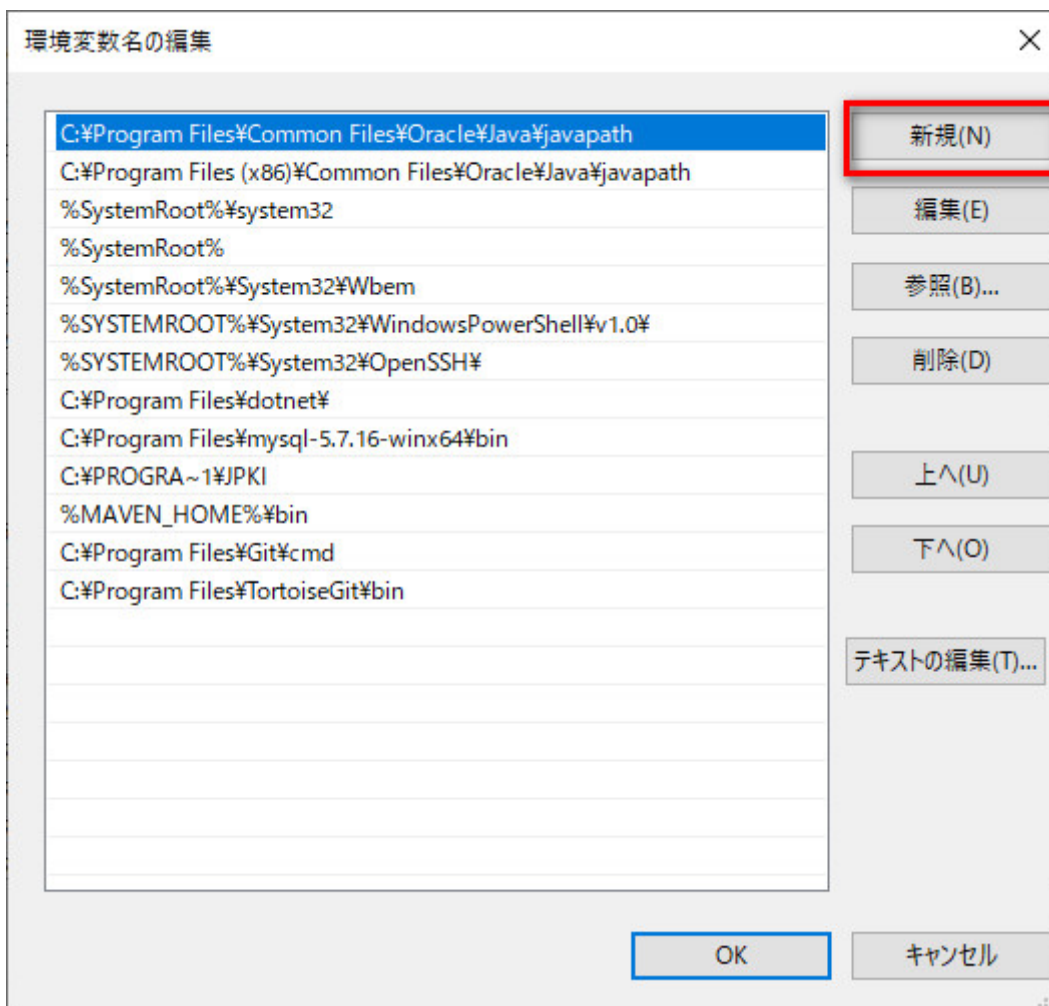 環境変数名の編集
C:¥Program Files¥Common Files¥Oracle¥Java¥javapath
C:¥Program Files (x86)¥Common Files¥Oracle¥Java¥javapath
%SystemRoot%¥system32
%SystemRoot%
%SystemRoot%¥System32¥Wbem
%SYSTEMROOT%¥System32¥WindowsPowerShell¥v1.0¥
%SYSTEMROOT%¥System32¥OpenSSH¥
C:¥Program Files¥dotnet¥
C:¥Program Files¥mysql-5.7.16-winx64¥bin
C:¥PROGRA~1¥JPKI
%MAVEN_HOME%¥bin
C:¥Program Files¥Git¥cmd
C:¥Program Files¥TortoiseGit¥bin
新規(N)
編集(E)
参照(B)...
削除(D)
上へ(U)
下へ(O)
テキストの編集(T)...
OK
キャンセル